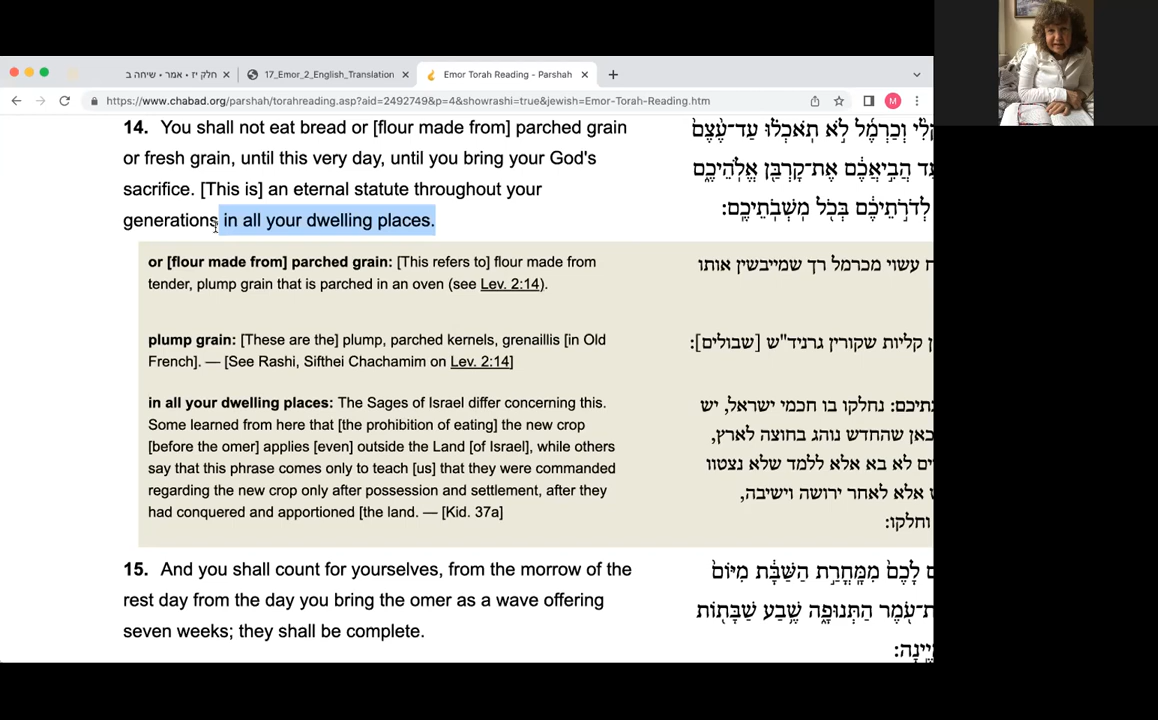 חלק יז • אמר • שיחה ב
17_Emor_2_English_Translation
Emor Torah Reading - Parshah
https://www.chabad.org/parshah/torahreading.asp?aid=2492749&p=4&showrashi=true&jewish=Emor-Torah-Reading.htm
M
14. You shall not eat bread or [flour made from] parched grain
or fresh grain, until this very day, until you bring your God's
sacrifice. [This is] an eternal statute throughout your
generations in all your dwelling places.
וְכַרְמֶ֜ל לֹ֣א תֹֽאכְל֗וּ עַד־עֶ֨צֶם֙
הֲבִ֣יאֲכֶ֔ם אֶת־קָרְבַּ֖ן אֱלֹֽהֵיכֶ֑ם
לְדֹרֹ֣תֵיכֶ֔ם בְּכֹ֖ל מֽשְׁבֹֽתֵיכֶֽם:
or [flour made from] parched grain: [This refers to] flour made from
tender, plump grain that is parched in an oven (see Lev. 2:14).
עשוי מכרמל רך שמייבשין אותו
plump grain: [These are the] plump, parched kernels, grenaillis [in Old
French]. — [See Rashi, Sifthei Chachamim on Lev. 2:14]
קליות שקורין גרניד"ש [שבולים]:
in all your dwelling places: The Sages of Israel differ concerning this.
Some learned from here that [the prohibition of eating] the new crop
[before the omer] applies [even] outside the Land [of Israel], while others
say that this phrase comes only to teach [us] that they were commanded
regarding the new crop only after possession and settlement, after they
had conquered and apportioned [the land. — [Kid. 37a]
נחלקו בו חכמי ישראל, יש
כאן שהחדש נוהג בחוצה לארץ,
לא בא אלא ללמד שלא נצטוו
אלא לאחר ירושה וישיבה,
וחלקו:
15. And you shall count for yourselves, from the morrow of the
rest day from the day you bring the omer as a wave offering
seven weeks; they shall be complete.
לָכֶם֙ מִמָּֽחֳרַ֣ת הַשַּׁבָּ֔ת מִיּוֹם֙
עֹ֖מֶר הַתְּנוּפָ֑ה שֶׁ֥בַע שַׁבָּת֖וֹת